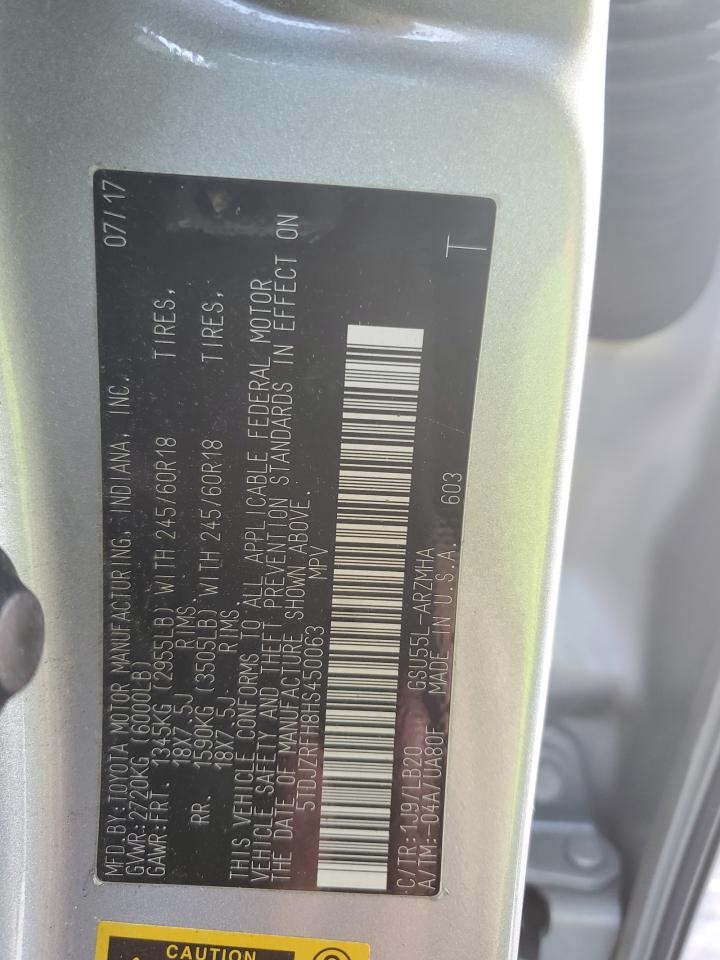 MFD. BY: TOYOTA MOTOR MANUFACTURING, INDIANA, INC. 07/17
GVWR: 2720KG (6000LB)
GAWR: FRT. 1345KG (2955LB) WITH 245/60R18 TIRES,
18X7.5J RIMS.
RR. 1590KG (3505LB) WITH 245/60R18 TIRES,
18X7.5J RIMS.
THIS VEHICLE CONFORMS TO ALL APPLICABLE FEDERAL MOTOR
VEHICLE SAFETY AND THEFT PREVENTION STANDARDS IN EFFECT ON
THE DATE OF MANUFACTURE SHOWN ABOVE.
5TDJZRFH8HS450063 MPV
C/TR: 1J9/LB20 GSU55L-ARZMHA T
A/TM: -04A/UA80F MADE IN U.S.A. 603
CAUTION